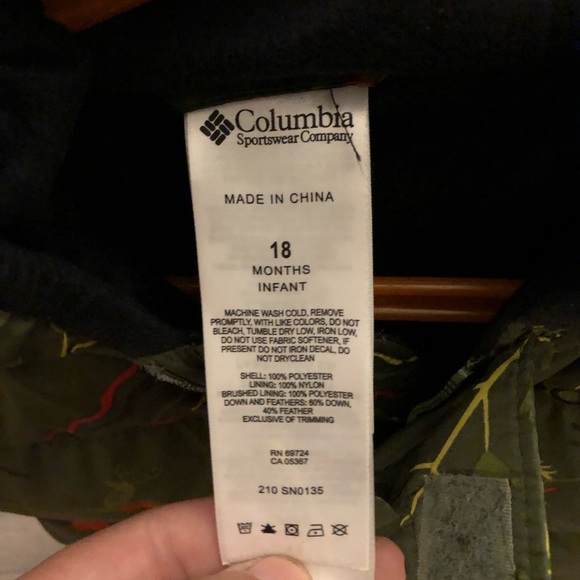 Columbia
Sportswear Company
MADE IN CHINA
18
MONTHS
INFANT
MACHINE WASH COLD, REMOVE
PROMPTLY, WITH LIKE COLORS, DO NOT
BLEACH, TUMBLE DRY LOW, IRON LOW,
DO NOT USE FABRIC SOFTENER, IF
PRESENT DO NOT IRON DECAL, DO
NOT DRYCLEAN
SHELL: 100% POLYESTER
LINING: 100% NYLON
BRUSHED LINING: 100% POLYESTER
DOWN AND FEATHERS: 60% DOWN,
40% FEATHER
EXCLUSIVE OF TRIMMING
RN 69724
CA 05367
210 SN0135